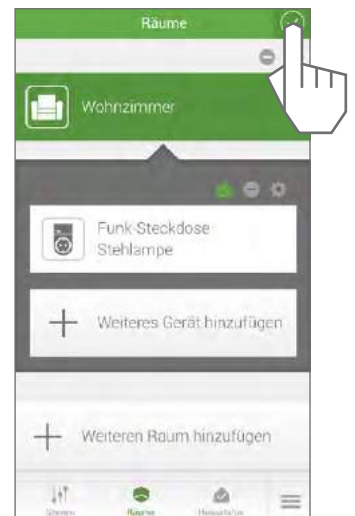 Räume
Wohnzimmer
Funk-Steckdose
Stehlampe
Weiteres Gerät hinzufügen
Weiteren Raum hinzufügen
Räume